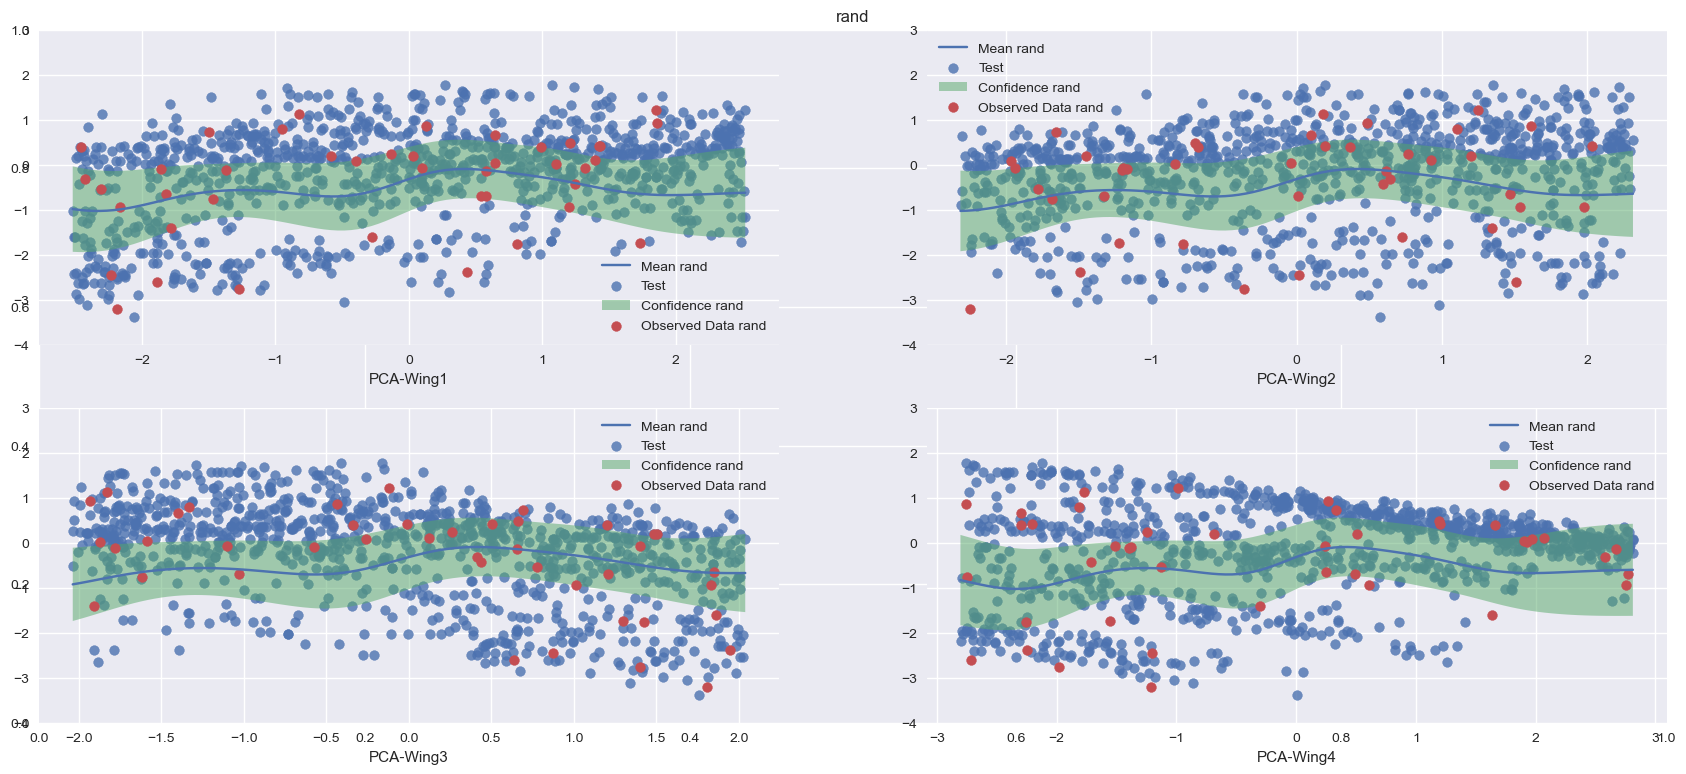 rand
1.0 3
2
1
0
0.8
−1
−2
−3
0.6
−4
−2 −1 0 1 2
PCA-Wing1
Mean rand
Test
Confidence rand
Observed Data rand
3
2
1
0
−1
−2
−3
−4
−2 −1 0 1 2
PCA-Wing2
Mean rand
Test
Confidence rand
Observed Data rand
3
0.4
2
1
0
0.2
−1
−2
−3
0.0
−4
0.0 −2.0 −1.5 −1.0 −0.5 0.2 0.0 0.5 1.0 1.5 0.4 2.0
PCA-Wing3
Mean rand
Test
Confidence rand
Observed Data rand
3
2
1
0
−1
−2
−3
−4
−3 0.6 −2 −1 0 0.8 1 2 3 1.0
PCA-Wing4
Mean rand
Test
Confidence rand
Observed Data rand